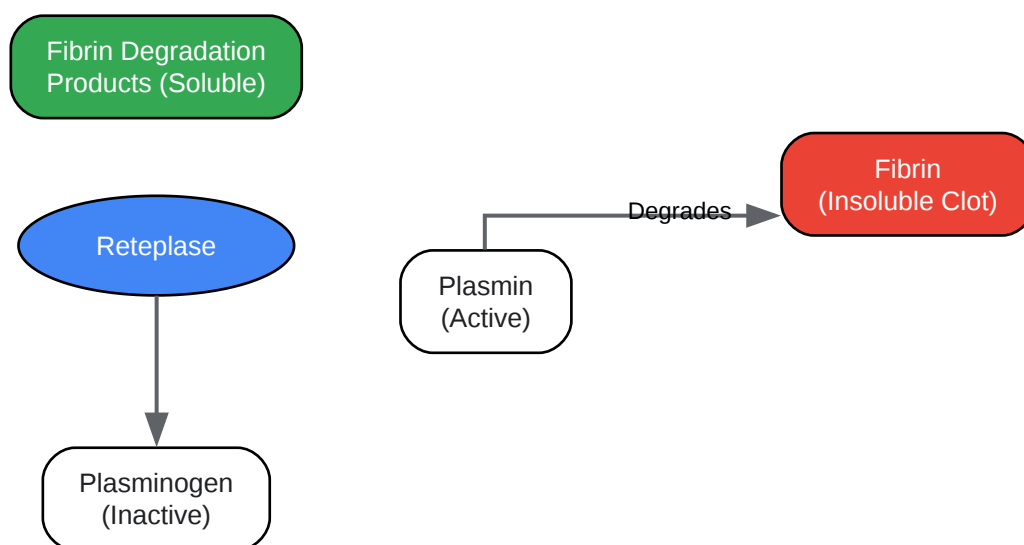 Fibrin Degradation
Products (Soluble)
Fibrin
(Insoluble Clot)
Degrades
Reteplase
Plasmin
(Active)
Plasminogen
(Inactive)